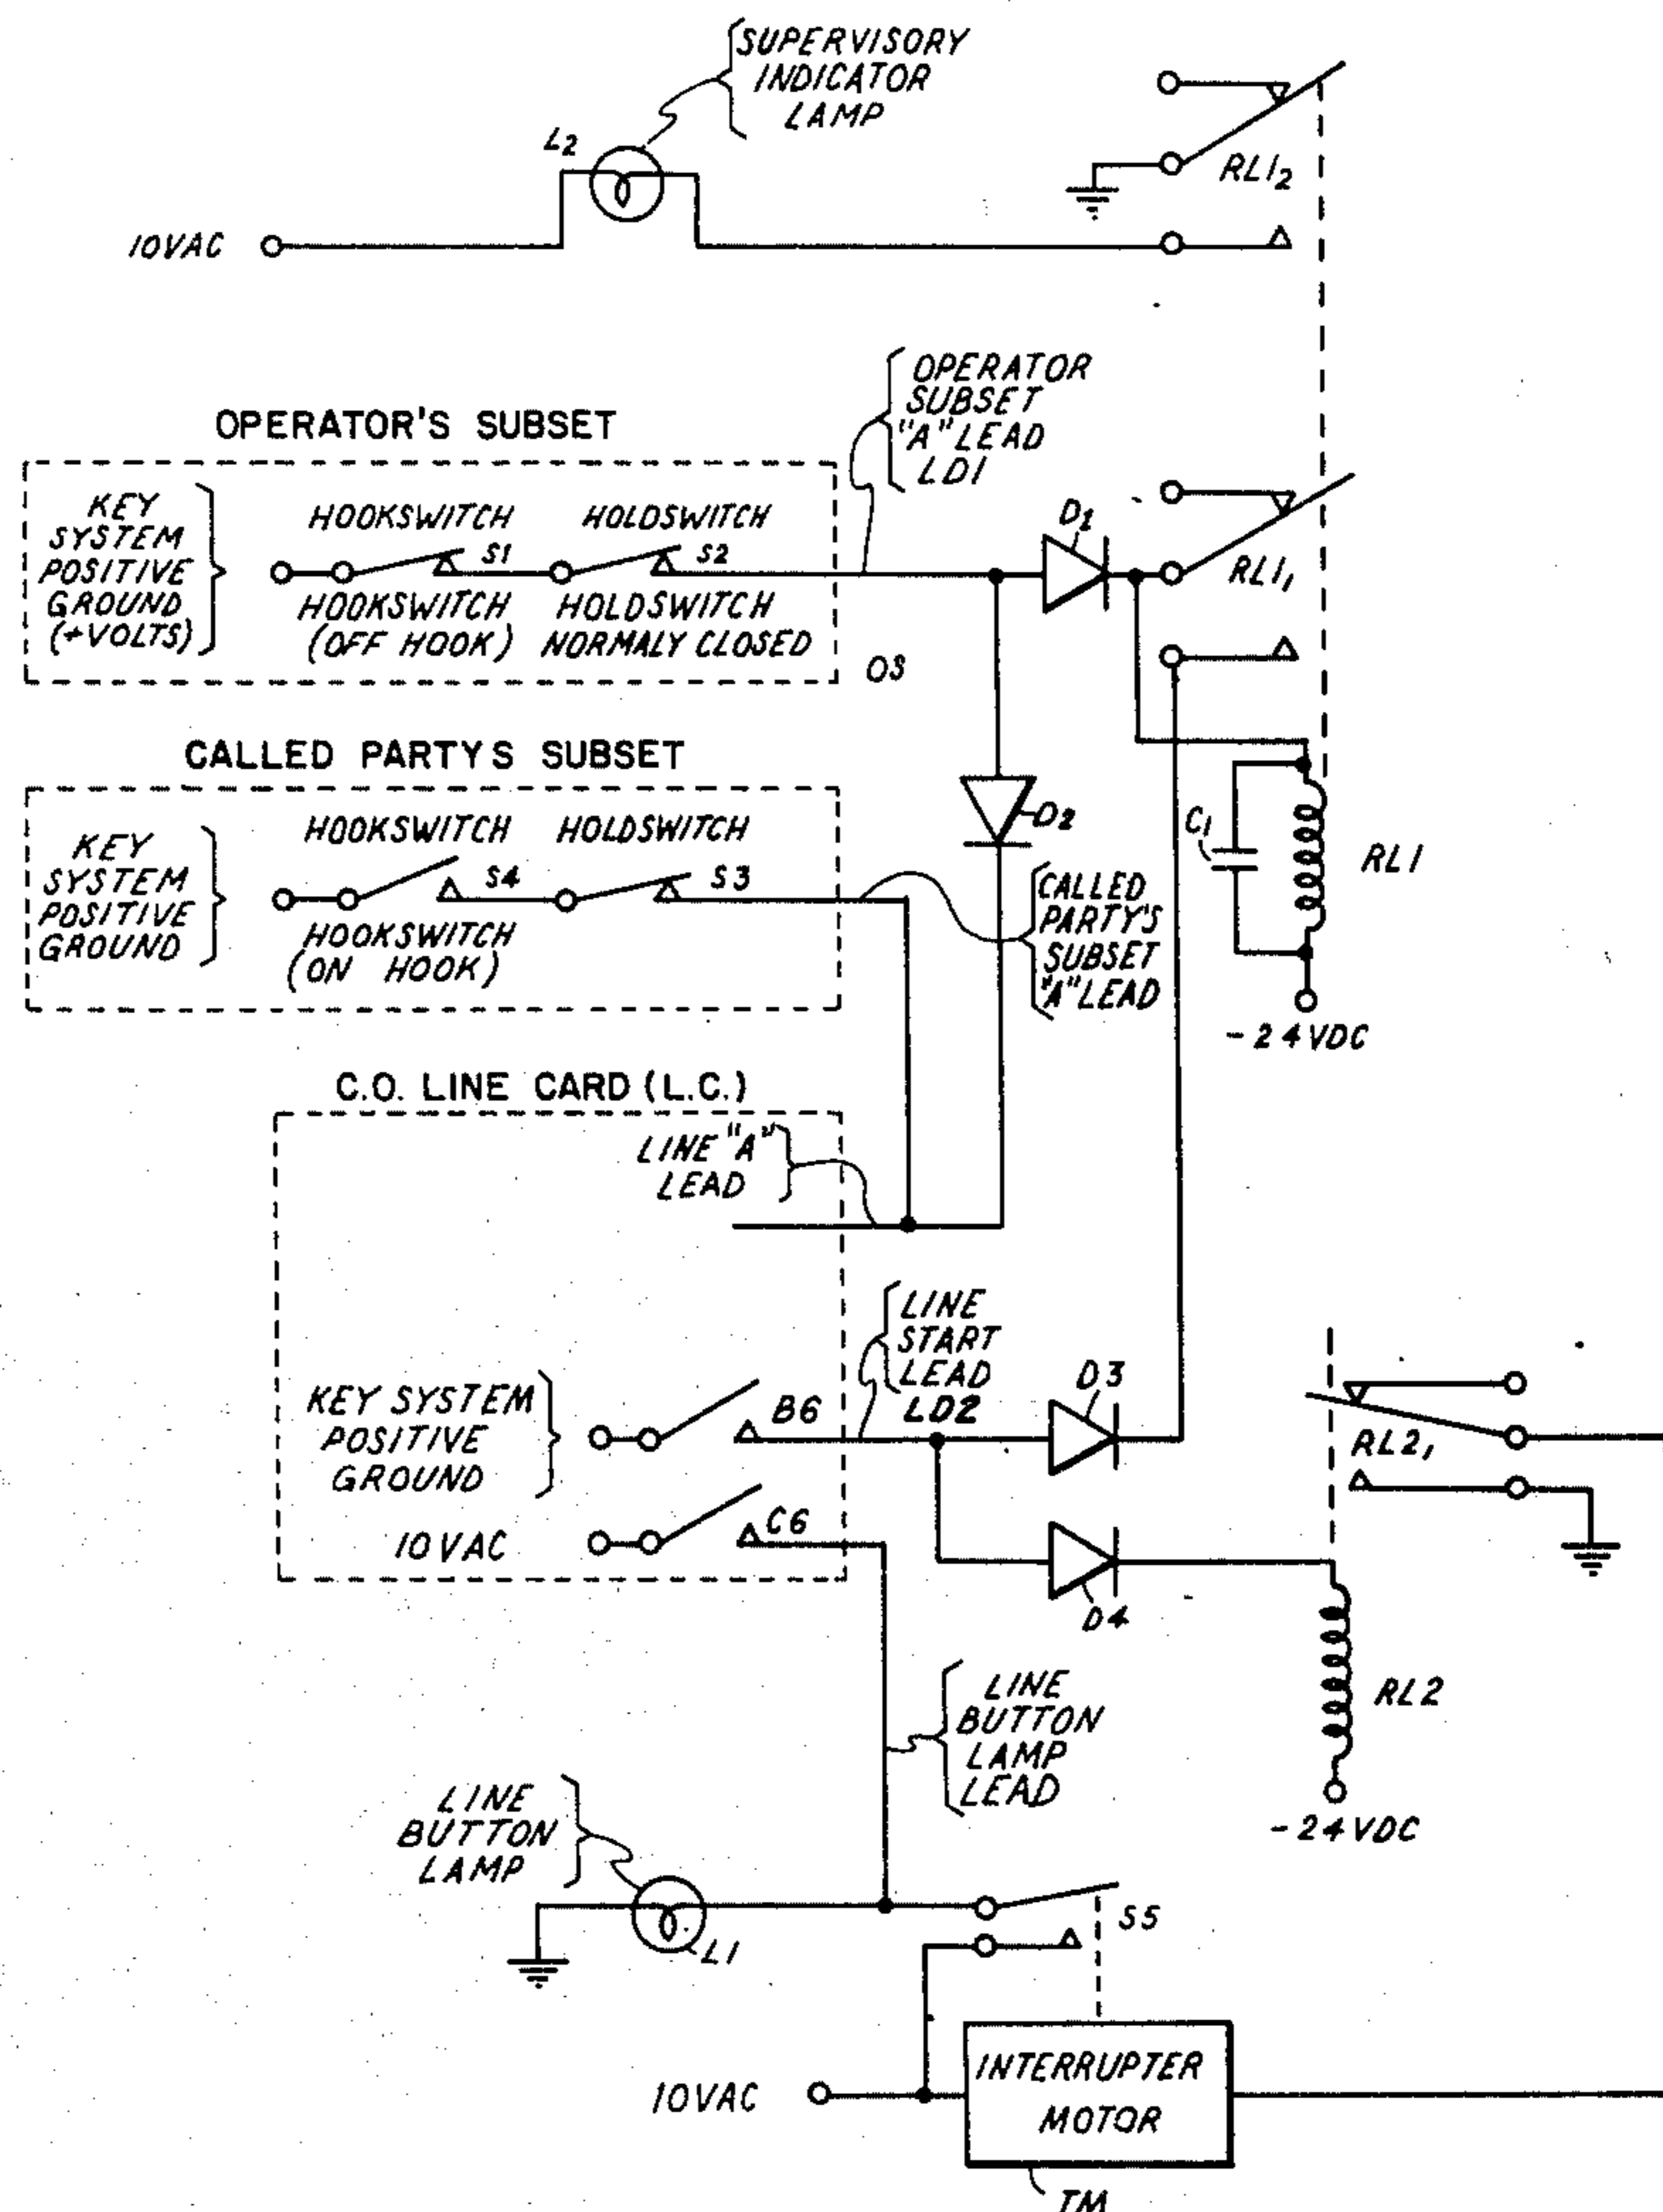 SUPERVISORY
INDICATOR
LAMP
L2
RL1₂
10VAC
OPERATOR
SUBSET
"A" LEAD
LD1
OPERATOR'S SUBSET
KEY
SYSTEM
POSITIVE
GROUND
(+VOLTS)
HOOKSWITCH
HOLDSWITCH
S1
S2
HOOKSWITCH
(OFF HOOK)
HOLDSWITCH
NORMALY CLOSED
OS
D1
RL1₁
CALLED PARTYS SUBSET
KEY
SYSTEM
POSITIVE
GROUND
HOOKSWITCH
HOLDSWITCH
S4
S3
HOOKSWITCH
(ON HOOK)
D2
C1
RL1
CALLED
PARTY'S
SUBSET
"A" LEAD
-24VDC
C.O. LINE CARD (L.C.)
LINE "A"
LEAD
LINE
START
LEAD
LD2
KEY SYSTEM
POSITIVE
GROUND
B6
D3
RL2₁
10VAC
C6
D4
RL2
-24VDC
LINE
BUTTON
LAMP
LEAD
LINE
BUTTON
LAMP
L1
S5
10VAC
INTERRUPTER
MOTOR
IM